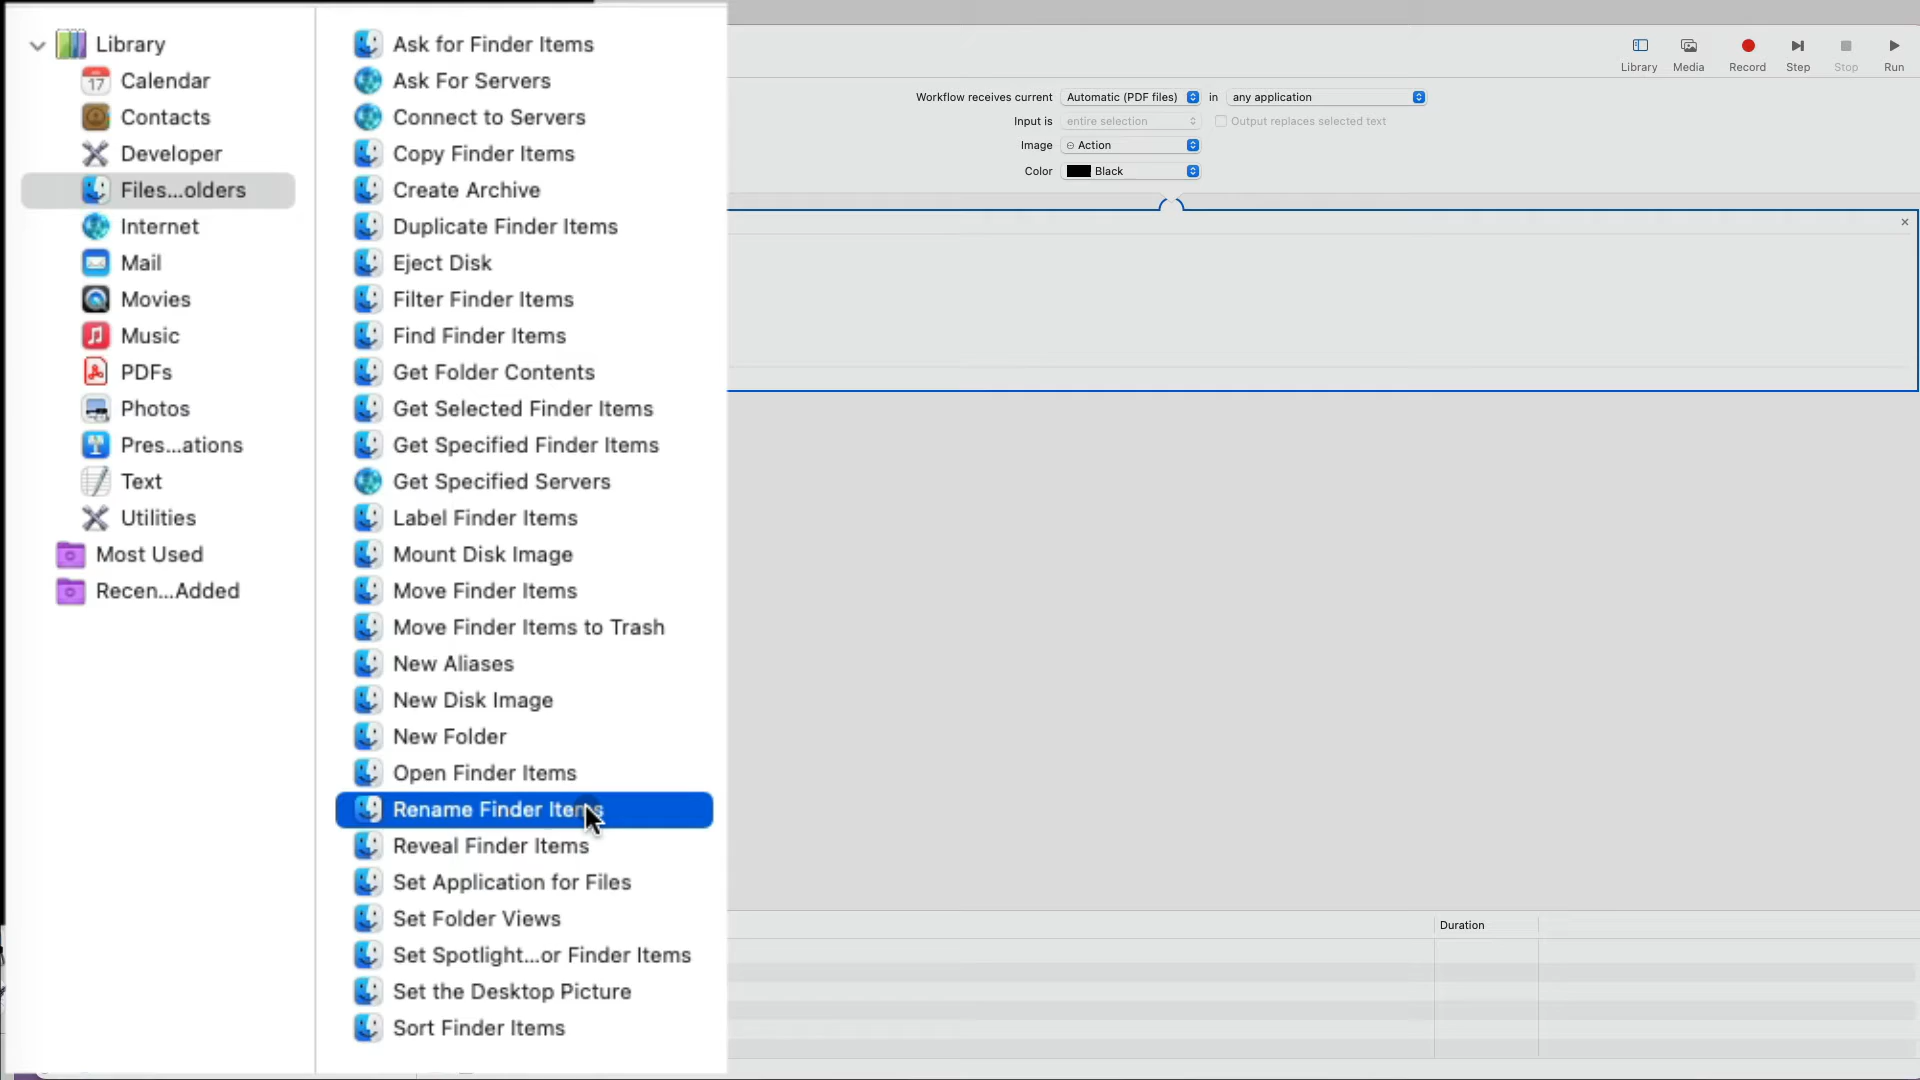 Library
Calendar
Contacts
Developer
Files...olders
Internet
Mail
Movies
Music
PDFs
Photos
Pres...ations
Text
Utilities
Most Used
Recen...Added
Ask for Finder Items
Ask For Servers
Connect to Servers
Copy Finder Items
Create Archive
Duplicate Finder Items
Eject Disk
Filter Finder Items
Find Finder Items
Get Folder Contents
Get Selected Finder Items
Get Specified Finder Items
Get Specified Servers
Label Finder Items
Mount Disk Image
Move Finder Items
Move Finder Items to Trash
New Aliases
New Disk Image
New Folder
Open Finder Items
Rename Finder Items
Reveal Finder Items
Set Application for Files
Set Folder Views
Set Spotlight...or Finder Items
Set the Desktop Picture
Sort Finder Items
Library Media Record Step Stop Run
Workflow receives current Automatic (PDF files) in any application
Input is entire selection Output replaces selected text
Image Action
Color Black
Duration
17